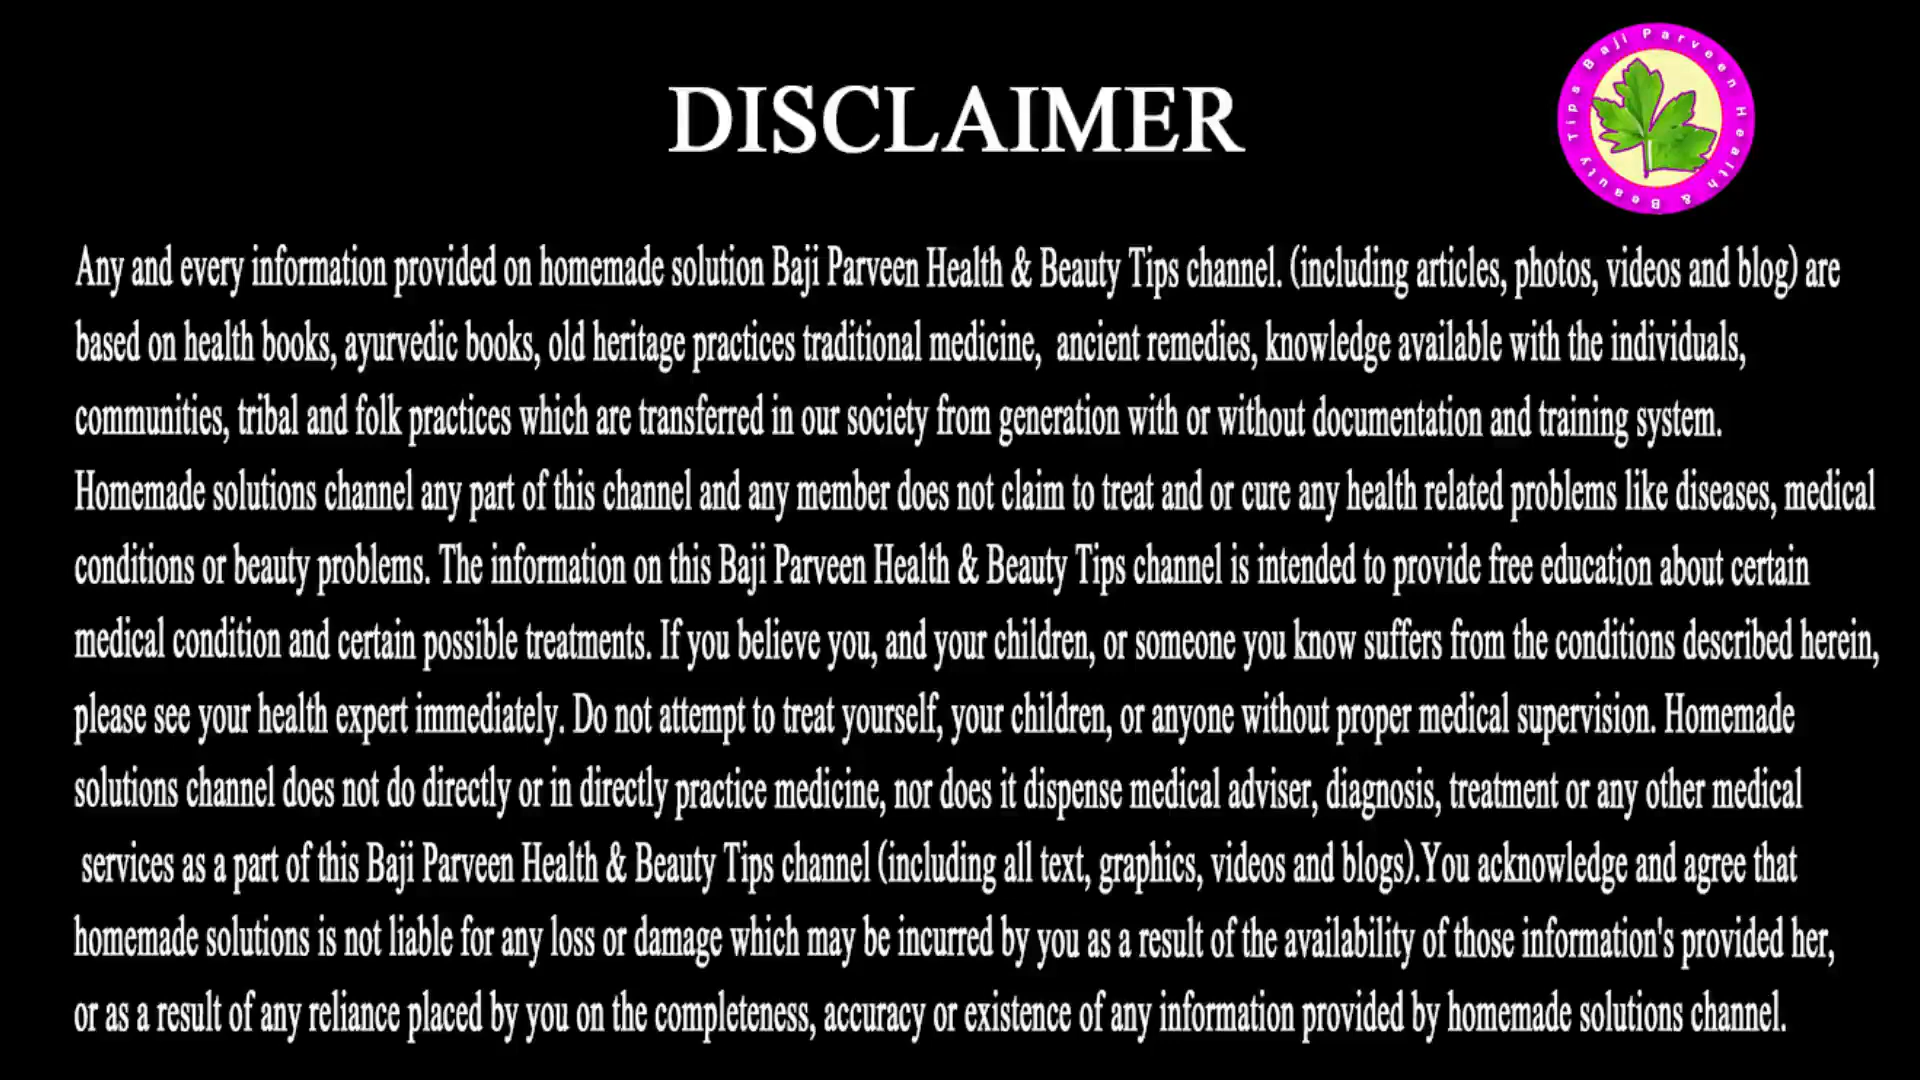 DISCLAIMER
Baji Parveen Health & Beauty Tips
Any and every information provided on homemade solution Baji Parveen Health & Beauty Tips channel. (including articles, photos, videos and blog) are
based on health books, ayurvedic books, old heritage practices traditional medicine, ancient remedies, knowledge available with the individuals,
communities, tribal and folk practices which are transferred in our society from generation with or without documentation and training system.
Homemade solutions channel any part of this channel and any member does not claim to treat and or cure any health related problems like diseases, medical
conditions or beauty problems. The information on this Baji Parveen Health & Beauty Tips channel is intended to provide free education about certain
medical condition and certain possible treatments. If you believe you, and your children, or someone you know suffers from the conditions described herein,
please see your health expert immediately. Do not attempt to treat yourself, your children, or anyone without proper medical supervision. Homemade
solutions channel does not do directly or in directly practice medicine, nor does it dispense medical adviser, diagnosis, treatment or any other medical
services as a part of this Baji Parveen Health & Beauty Tips channel (including all text, graphics, videos and blogs).You acknowledge and agree that
homemade solutions is not liable for any loss or damage which may be incurred by you as a result of the availability of those information's provided her,
or as a result of any reliance placed by you on the completeness, accuracy or existence of any information provided by homemade solutions channel.